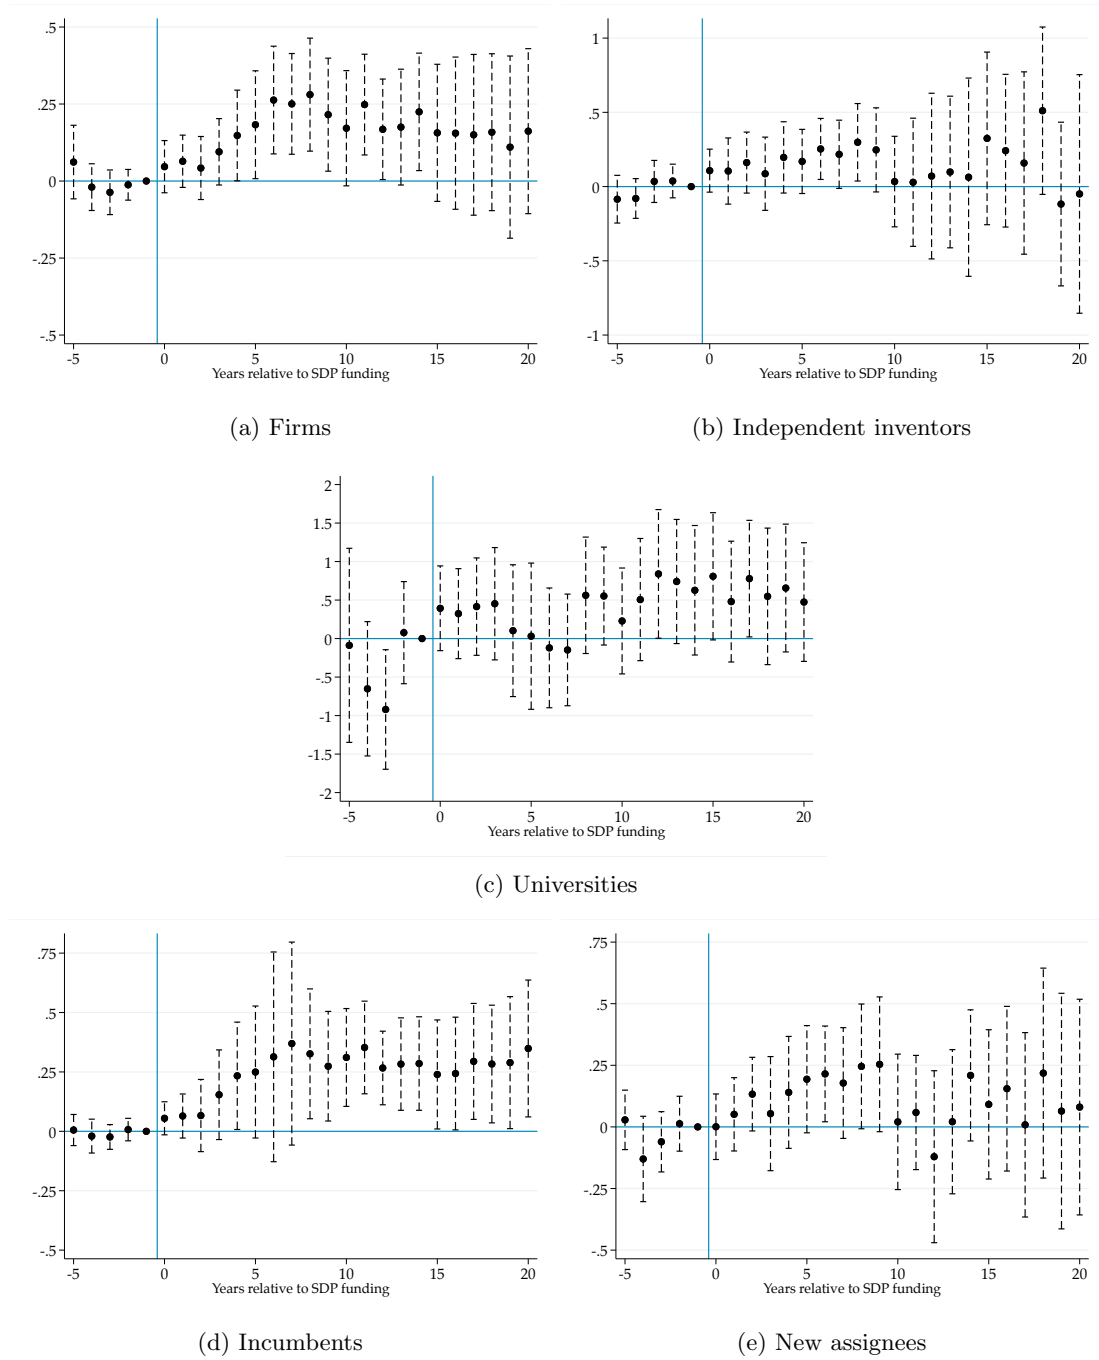 .5
.25
0
-.25
-.5
-5 0 5 10 15 20
Years relative to SDP funding
(a) Firms
1
.5
0
-.5
-1
-5 0 5 10 15 20
Years relative to SDP funding
(b) Independent inventors
2
1.5
1
.5
0
-.5
-1
-1.5
-2
-5 0 5 10 15 20
Years relative to SDP funding
(c) Universities
.75
.5
.25
0
-.25
-.5
-5 0 5 10 15 20
Years relative to SDP funding
(d) Incumbents
.75
.5
.25
0
-.25
-.5
-5 0 5 10 15 20
Years relative to SDP funding
(e) New assignees